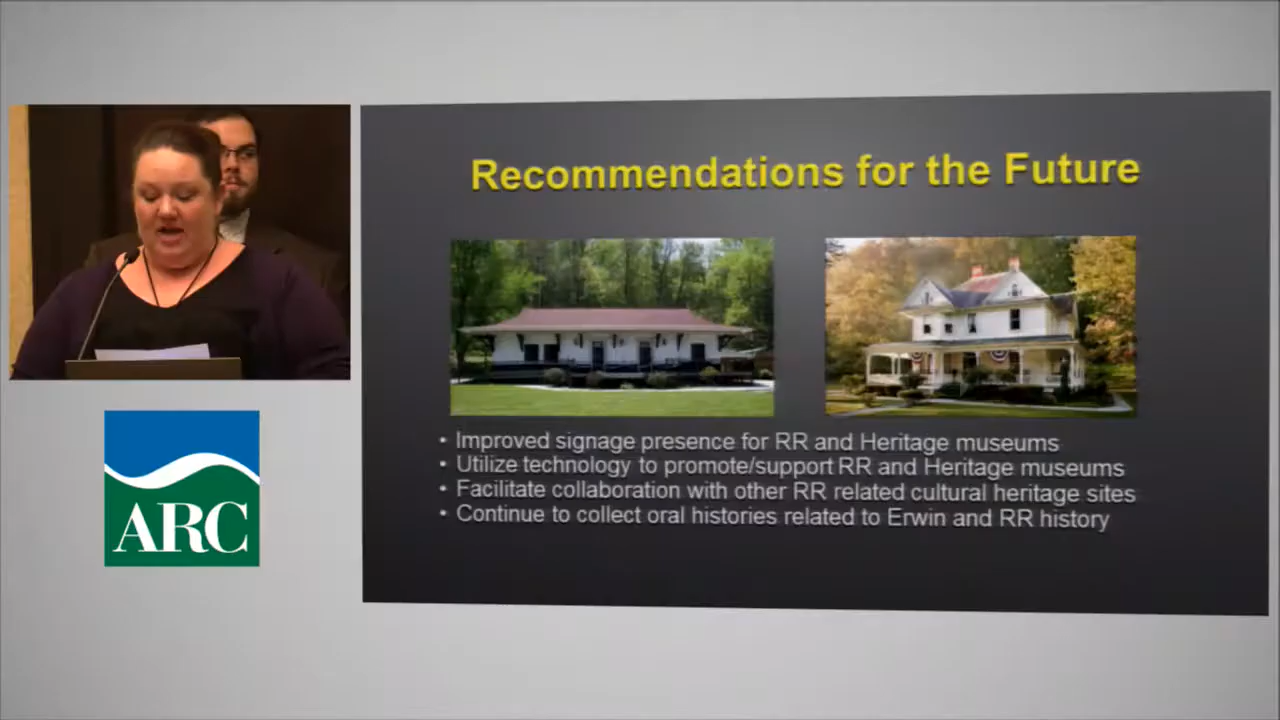 Recommendations for the Future
• Improved signage presence for RR and Heritage museums
• Utilize technology to promote/support RR and Heritage museums
• Facilitate collaboration with other RR related cultural heritage sites
• Continue to collect oral histories related to Erwin and RR history
ARC